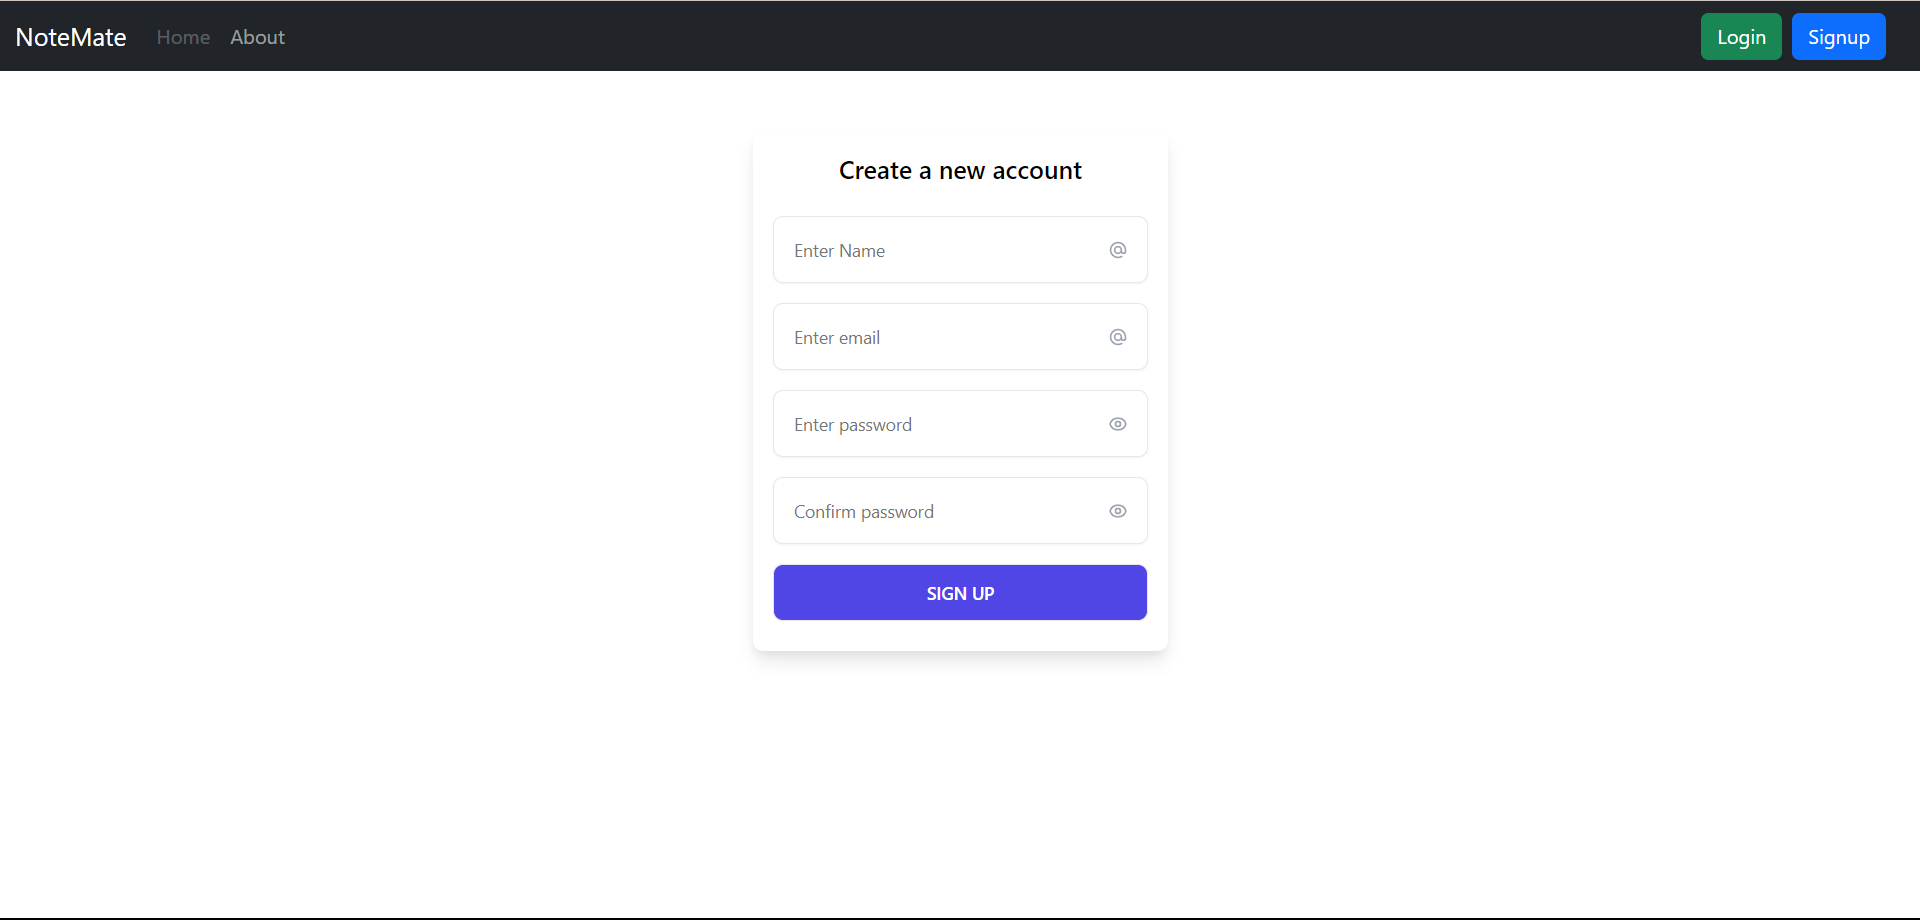 NoteMate Home About Login Signup
Create a new account
Enter Name
Enter email
Enter password
Confirm password
SIGN UP